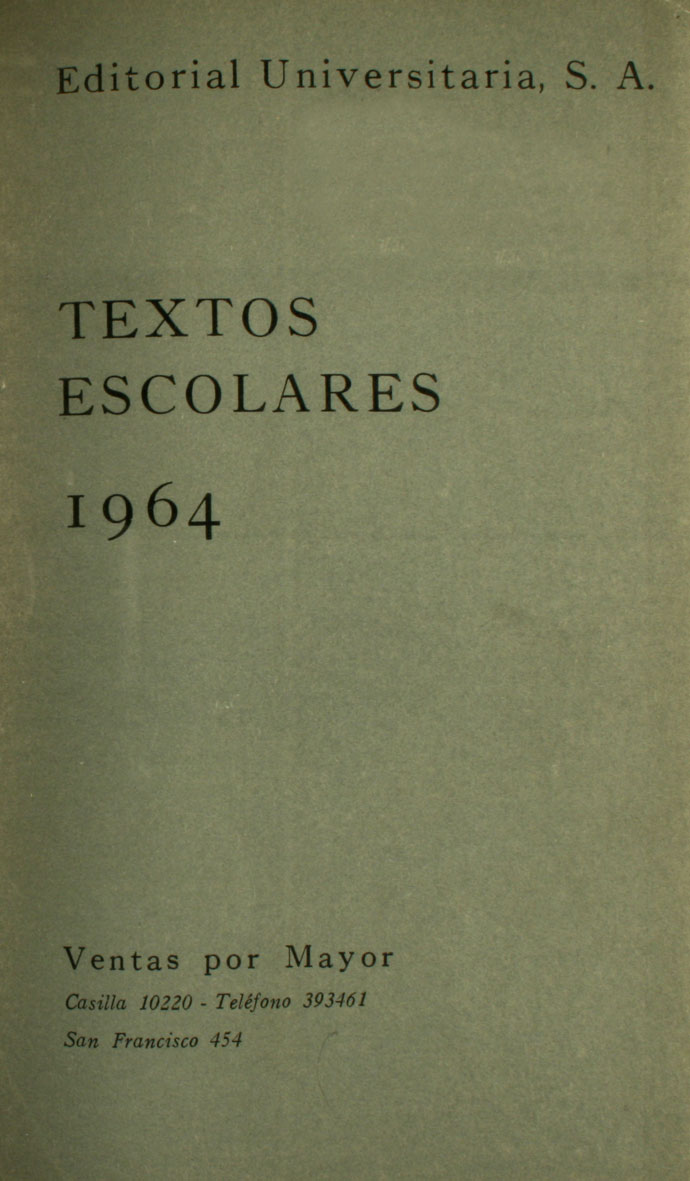 Editorial Universitaria, S. A.
TEXTOS
ESCOLARES
1964
Ventas por Mayor
Casilla 10220 - Teléfono 393461
San Francisco 454